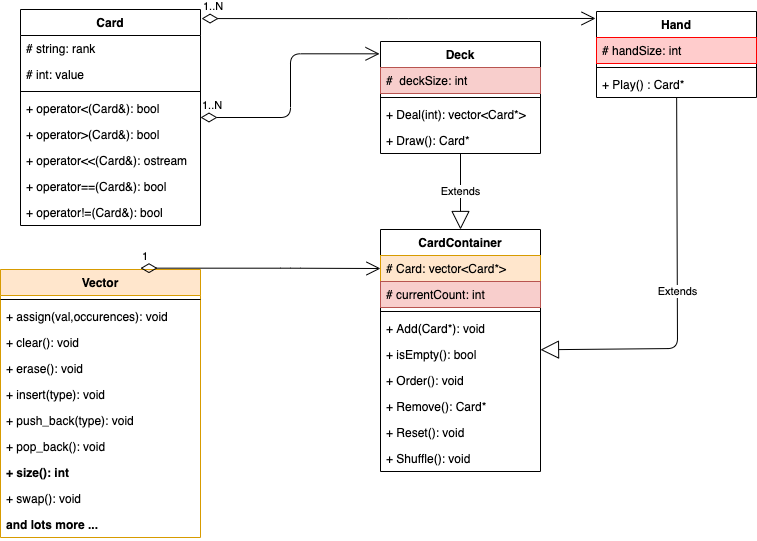 Card
# string: rank
# int: value
+ operator<(Card&): bool
+ operator>(Card&): bool
+ operator<<(Card&): ostream
+ operator==(Card&): bool
+ operator!=(Card&): bool
1..N
1..N
Deck
# deckSize: int
+ Deal(int): vector<Card*>
+ Draw(): Card*
Hand
# handSize: int
+ Play() : Card*
Extends
Extends
1
Vector
+ assign(val,occurences): void
+ clear(): void
+ erase(): void
+ insert(type): void
+ push_back(type): void
+ pop_back(): void
+ size(): int
+ swap(): void
and lots more ...
CardContainer
# Card: vector<Card*>
# currentCount: int
+ Add(Card*): void
+ isEmpty(): bool
+ Order(): void
+ Remove(): Card*
+ Reset(): void
+ Shuffle(): void